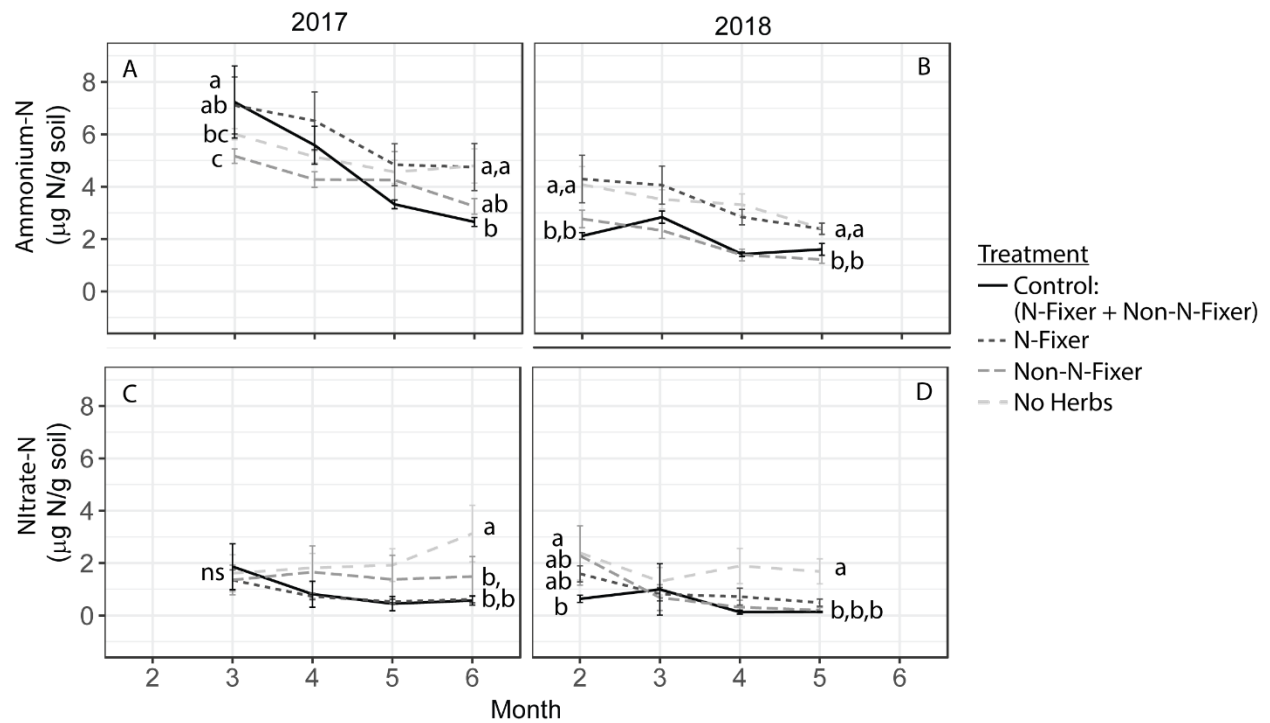 2017
2018
A
B
Ammonium-N
(µg N/g soil)
8
6
4
2
0
a
ab
bc
c
a,a
ab
b
a,a
b,b
a,a
b,b
C
D
NItrate-N
(µg N/g soil)
8
6
4
2
0
ns
a
b,
b,b
a
ab
ab
b
a
b,b,b
2 3 4 5 6
2 3 4 5 6
Month
Treatment
Control:
(N-Fixer + Non-N-Fixer)
N-Fixer
Non-N-Fixer
No Herbs